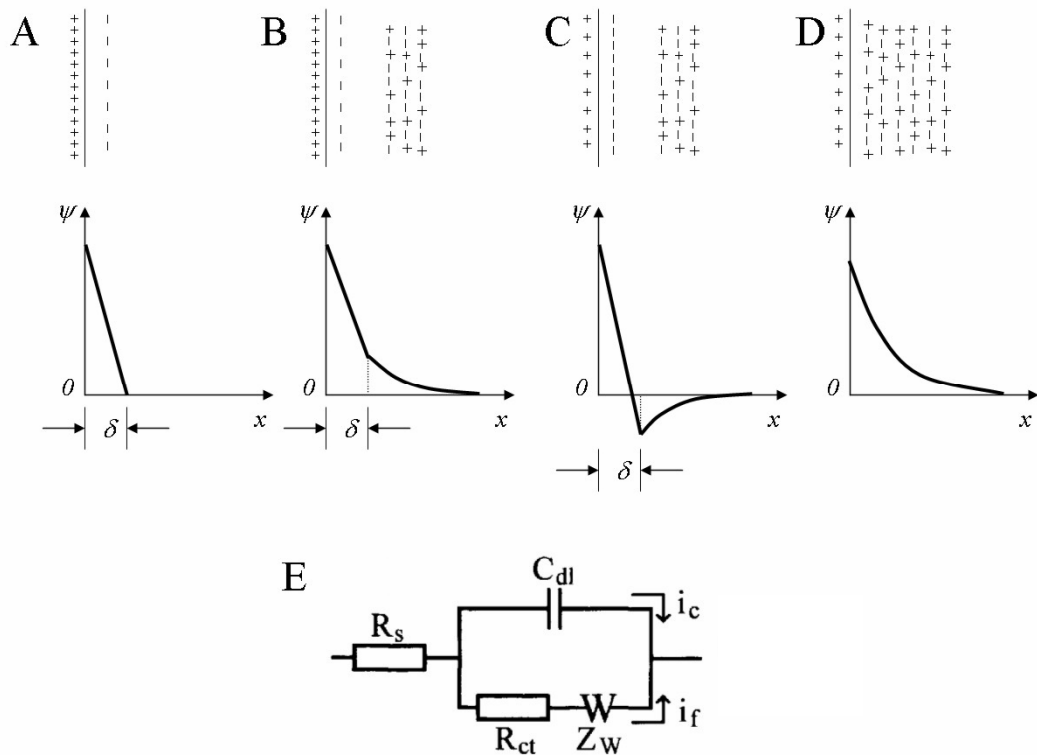 A B C D
ψ ψ ψ ψ
0 0 0 0
x x x x
δ δ
δ
E
C_dl
i_c
R_s
R_ct Z_W i_f